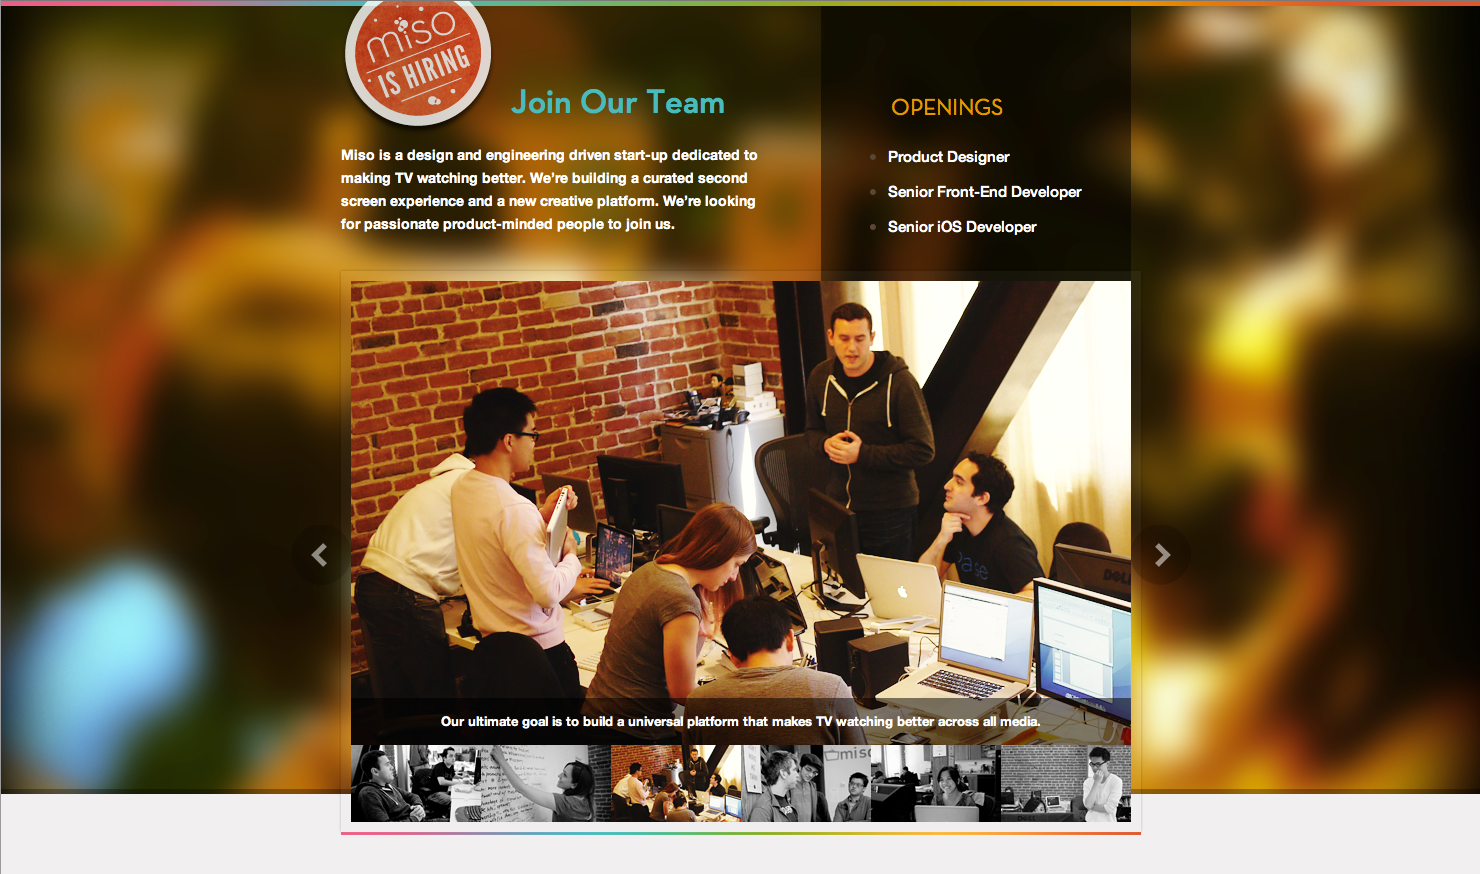 miso
IS HIRING
Join Our Team
Miso is a design and engineering driven start-up dedicated to
making TV watching better. We're building a curated second
screen experience and a new creative platform. We're looking
for passionate product-minded people to join us.
OPENINGS
Product Designer
Senior Front-End Developer
Senior iOS Developer
DELL
Our ultimate goal is to build a universal platform that makes TV watching better across all media.
miso